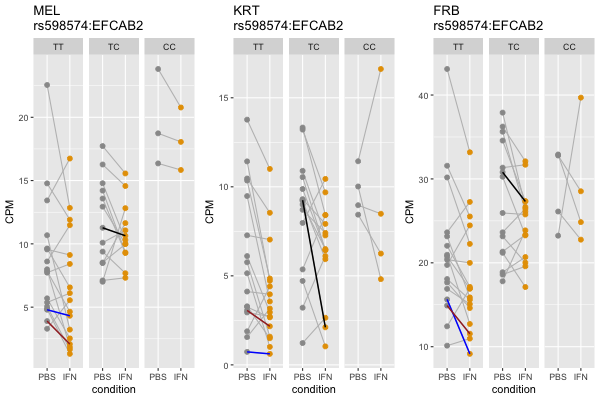 MEL
rs598574:EFCAB2
TT TC CC
CPM
20
15
10
5
PBS IFN PBS IFN PBS IFN
condition
KRT
rs598574:EFCAB2
TT TC CC
CPM
15
10
5
0
PBS IFN PBS IFN PBS IFN
condition
FRB
rs598574:EFCAB2
TT TC CC
CPM
40
30
20
10
PBS IFN PBS IFN PBS IFN
condition